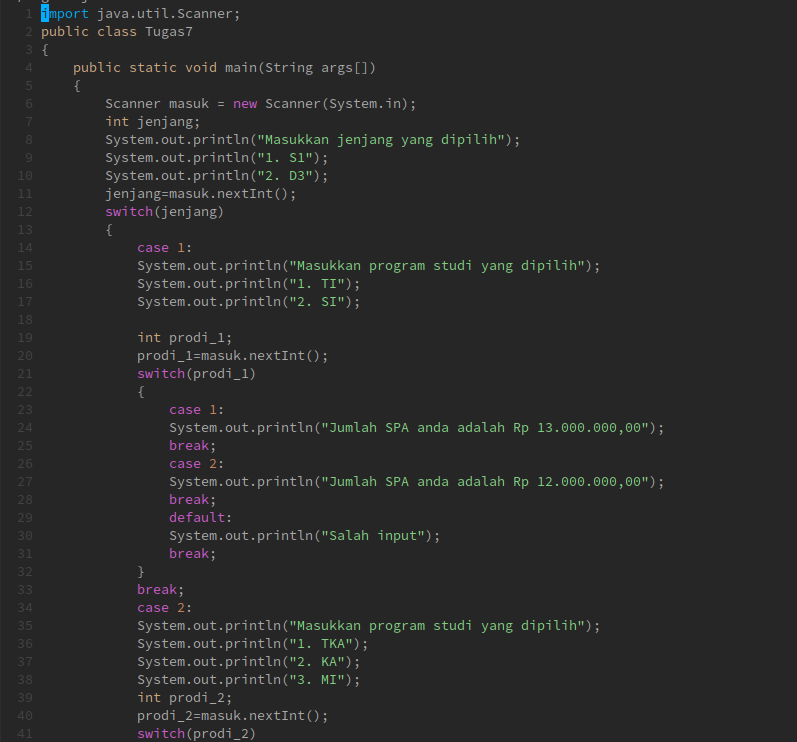 1 import java.util.Scanner;
2 public class Tugas7
3 {
4     public static void main(String args[])
5     {
6         Scanner masuk = new Scanner(System.in);
7         int jenjang;
8         System.out.println("Masukkan jenjang yang dipilih");
9         System.out.println("1. S1");
10         System.out.println("2. D3");
11         jenjang=masuk.nextInt();
12         switch(jenjang)
13         {
14             case 1:
15             System.out.println("Masukkan program studi yang dipilih");
16             System.out.println("1. TI");
17             System.out.println("2. SI");
18
19             int prodi_1;
20             prodi_1=masuk.nextInt();
21             switch(prodi_1)
22             {
23                 case 1:
24                 System.out.println("Jumlah SPA anda adalah Rp 13.000.000,00");
25                 break;
26                 case 2:
27                 System.out.println("Jumlah SPA anda adalah Rp 12.000.000,00");
28                 break;
29                 default:
30                 System.out.println("Salah input");
31                 break;
32             }
33             break;
34             case 2:
35             System.out.println("Masukkan program studi yang dipilih");
36             System.out.println("1. TKA");
37             System.out.println("2. KA");
38             System.out.println("3. MI");
39             int prodi_2;
40             prodi_2=masuk.nextInt();
41             switch(prodi_2)